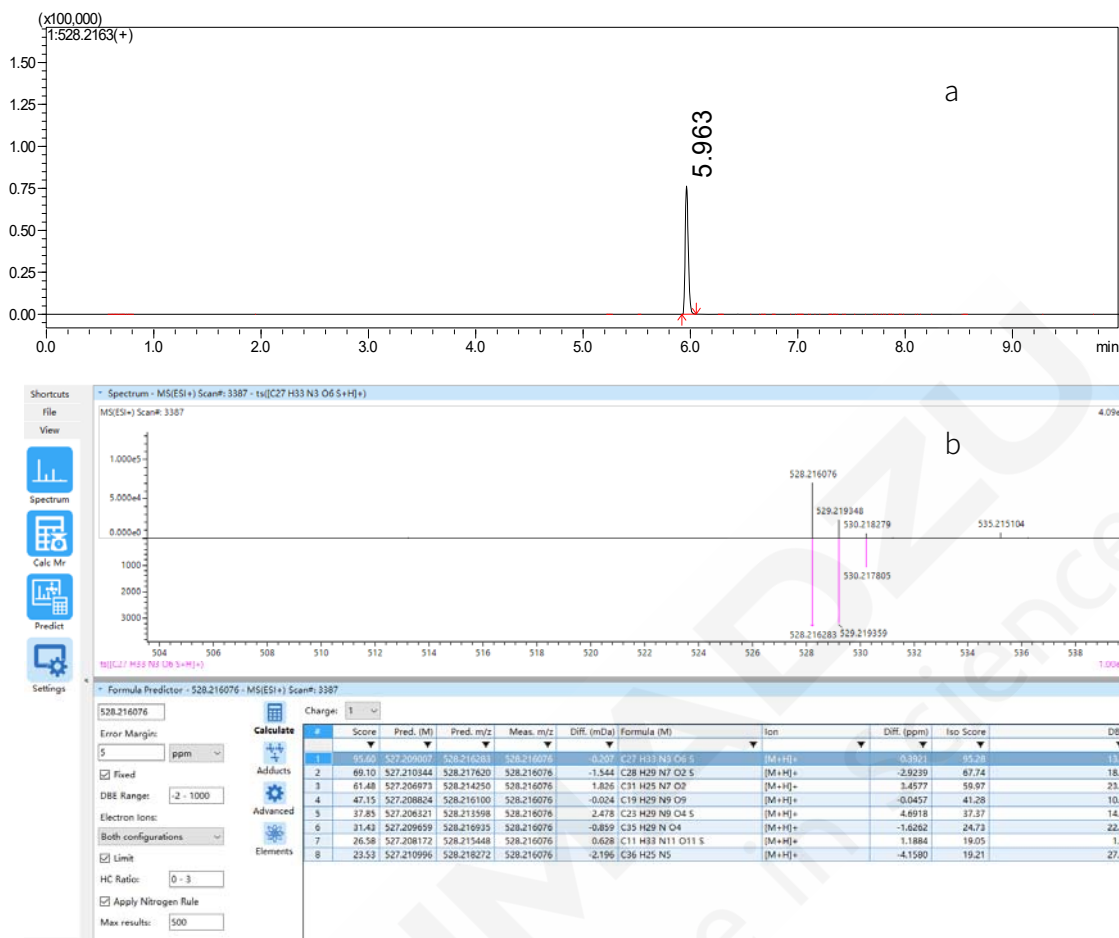 (x100,000)
1:528.2163(+)
1.50
1.25
1.00
0.75
0.50
0.25
0.00
a
5.963
0.0 1.0 2.0 3.0 4.0 5.0 6.0 7.0 8.0 9.0 min
Shortcuts
File
View
Spectrum
Calc Mr
Predict
Settings
Spectrum - MS(ESI+) Scan#: 3387 - ts([C27 H33 N3 O6 S+H]+)
MS(ESI+) Scan#: 3387 4.09e
b
1.000e5
5.000e4
0.000e0
1000
2000
3000
528.216076
529.219348
530.218279
535.215104
530.217805
528.216283 529.219359
504 506 508 510 512 514 516 518 520 522 524 526 528 530 532 534 536 538
ts([C27 H33 N3 O6 S+H]+) 1.00e
Formula Predictor - 528.216076 - MS(ESI+) Scan#: 3387
528.216076
Error Margin:
5 ppm
Fixed
DBE Range: -2 - 1000
Electron Ions:
Both configurations
Limit
HC Ratio: 0 - 3
Apply Nitrogen Rule
Max results: 500
Calculate
Adducts
Advanced
Elements
Charge: 1
# Score Pred. (M) Pred. m/z Meas. m/z Diff. (mDa) Formula (M) Ion Diff. (ppm) Iso Score DB
1 95.60 527.209007 528.216283 528.216076 -0.207 C27 H33 N3 O6 S [M+H]+ -0.3921 95.28 13.
2 69.10 527.210344 528.217620 528.216076 -1.544 C28 H29 N7 O2 S [M+H]+ -2.9239 67.74 18.
3 61.48 527.206973 528.214250 528.216076 1.826 C31 H25 N7 O2 [M+H]+ 3.4577 59.97 23.
4 47.15 527.208824 528.216100 528.216076 -0.024 C19 H29 N9 O9 [M+H]+ -0.0457 41.28 10.
5 37.85 527.206321 528.213598 528.216076 2.478 C23 H29 N9 O4 S [M+H]+ 4.6918 37.37 14.
6 31.43 527.209659 528.216935 528.216076 -0.859 C35 H29 N O4 [M+H]+ -1.6262 24.73 22.
7 26.58 527.208172 528.215448 528.216076 0.628 C11 H33 N11 O11 S [M+H]+ 1.1884 19.05 1.
8 23.53 527.210996 528.218272 528.216076 -2.196 C36 H25 N5 [M+H]+ -4.1580 19.21 27.